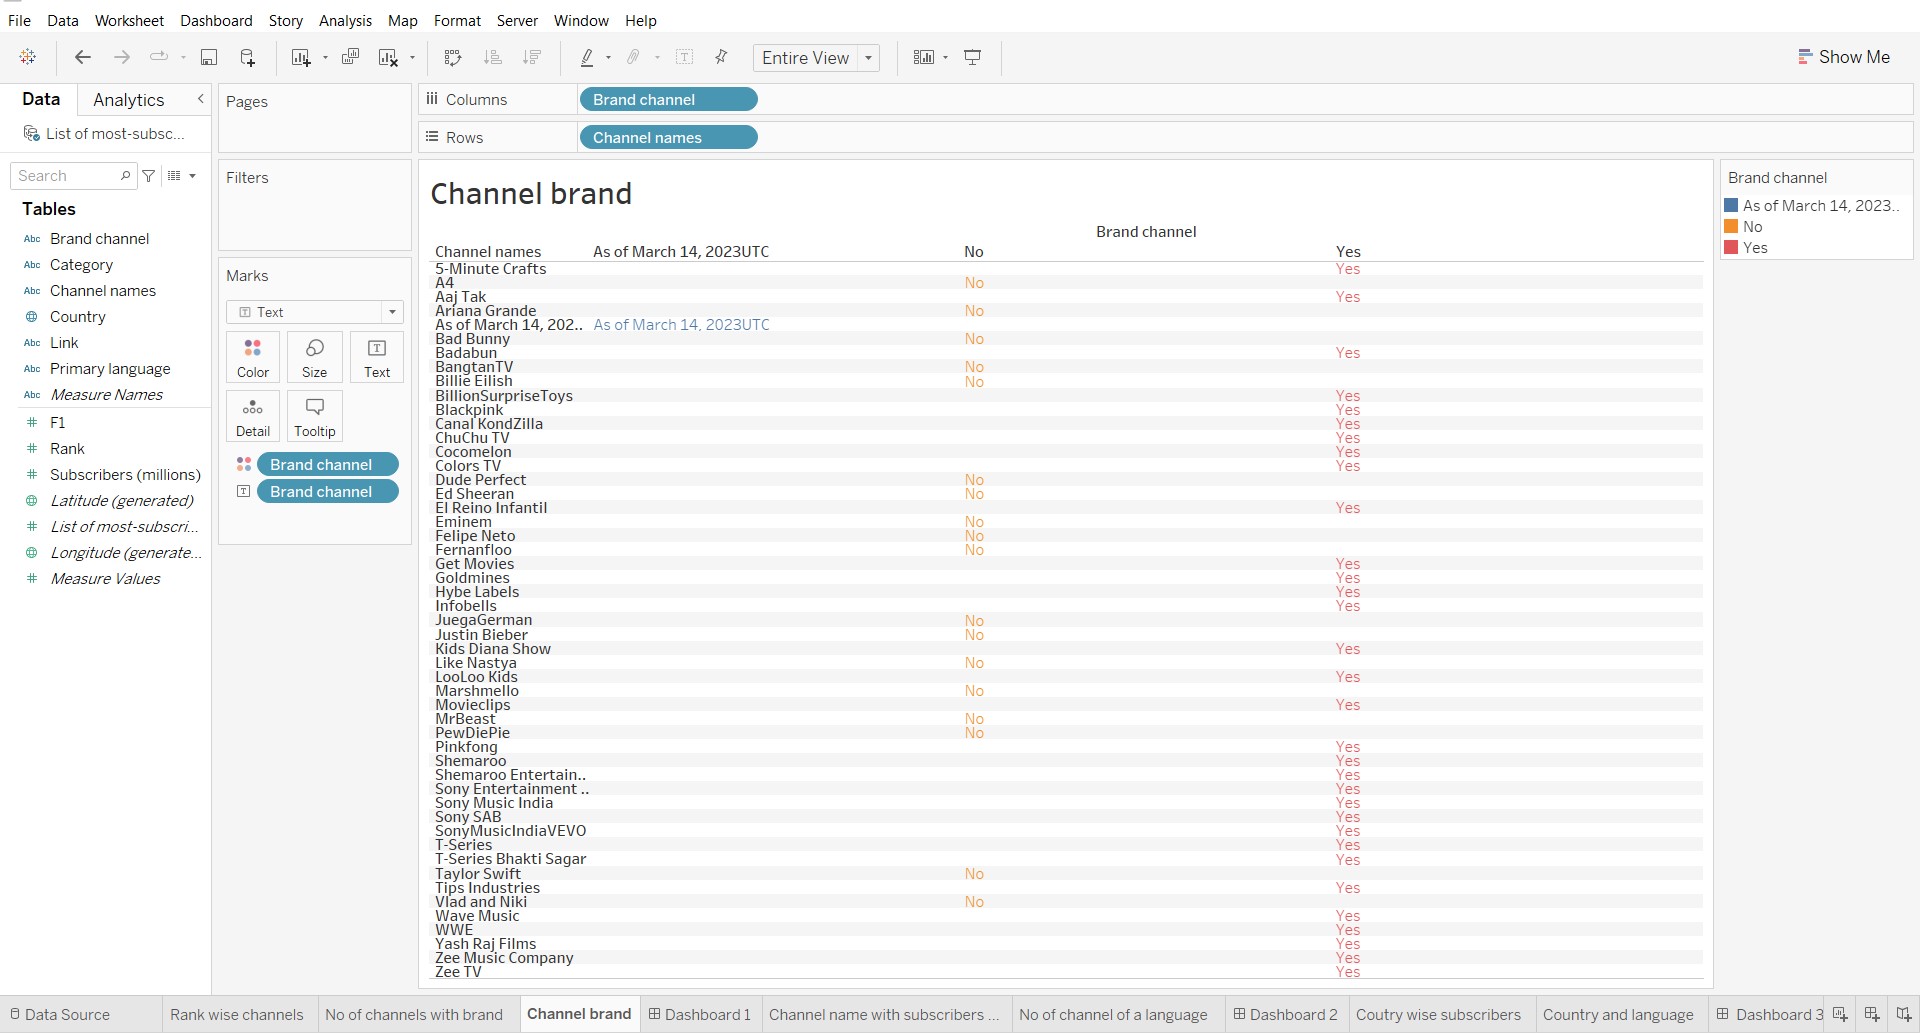 File Data Worksheet Dashboard Story Analysis Map Format Server Window Help
Entire View
Show Me
Data Analytics
Pages
Columns Brand channel
List of most-subsc...
Rows Channel names
Search
Filters
Tables
Abc Brand channel
Abc Category
Abc Channel names
Country
Abc Link
Abc Primary language
Abc Measure Names
F1
Rank
Subscribers (millions)
Latitude (generated)
List of most-subscri...
Longitude (generate...
Measure Values
Marks
Text
Color Size Text
Detail Tooltip
Brand channel
Brand channel
Channel brand
Brand channel
Channel names As of March 14, 2023UTC No Yes
5-Minute Crafts Yes
A4 No
Aaj Tak Yes
Ariana Grande No
As of March 14, 202.. As of March 14, 2023UTC
Bad Bunny No
Badabun Yes
BangtanTV No
Billie Eilish No
BillionSurpriseToys Yes
Blackpink Yes
Canal KondZilla Yes
ChuChu TV Yes
Cocomelon Yes
Colors TV Yes
Dude Perfect No
Ed Sheeran No
El Reino Infantil Yes
Eminem No
Felipe Neto No
Fernanfloo No
Get Movies Yes
Goldmines Yes
Hybe Labels Yes
Infobells Yes
JuegaGerman No
Justin Bieber No
Kids Diana Show Yes
Like Nastya No
LooLoo Kids Yes
Marshmello No
Movieclips Yes
MrBeast No
PewDiePie No
Pinkfong Yes
Shemaroo Yes
Shemaroo Entertain.. Yes
Sony Entertainment .. Yes
Sony Music India Yes
Sony SAB Yes
SonyMusicIndiaVEVO Yes
T-Series Yes
T-Series Bhakti Sagar Yes
Taylor Swift No
Tips Industries Yes
Vlad and Niki No
Wave Music Yes
WWE Yes
Yash Raj Films Yes
Zee Music Company Yes
Zee TV Yes
Brand channel
As of March 14, 2023..
No
Yes
Data Source Rank wise channels No of channels with brand Channel brand Dashboard 1 Channel name with subscribers ... No of channel of a language Dashboard 2 Coutry wise subscribers Country and language Dashboard 3